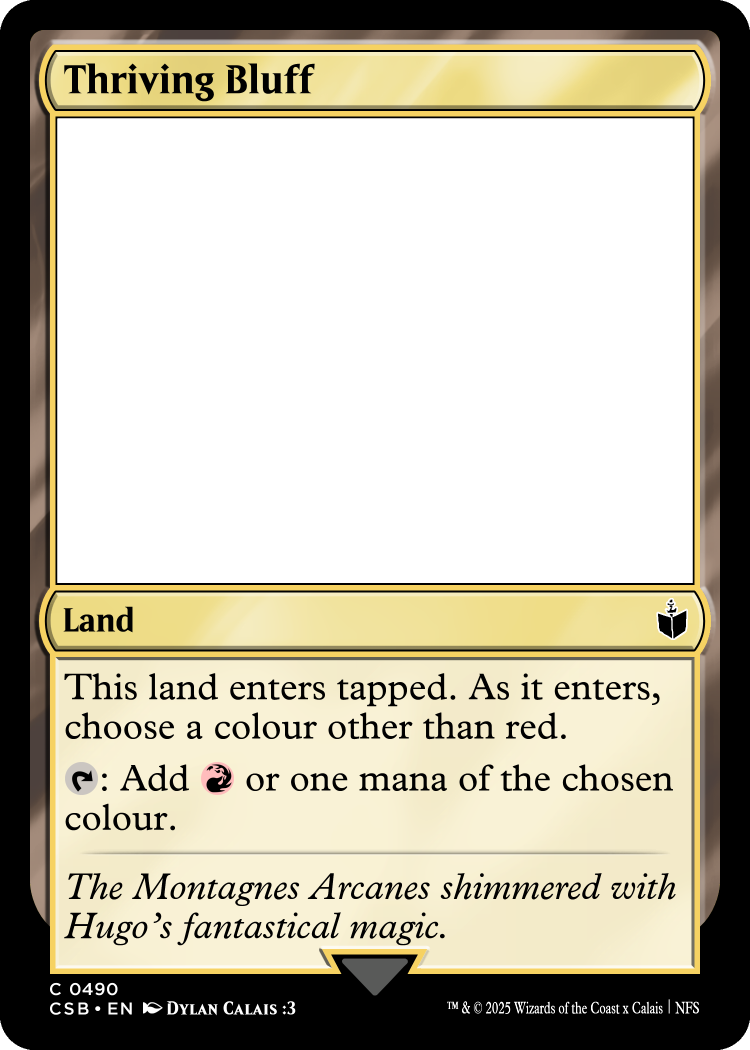 Thriving Bluff
Land
This land enters tapped. As it enters,
choose a colour other than red.
: Add or one mana of the chosen
colour.
The Montagnes Arcanes shimmered with
Hugo's fantastical magic.
C 0490
CSB • EN Dylan Calais :3
™ & © 2025 Wizards of the Coast x Calais | NFS